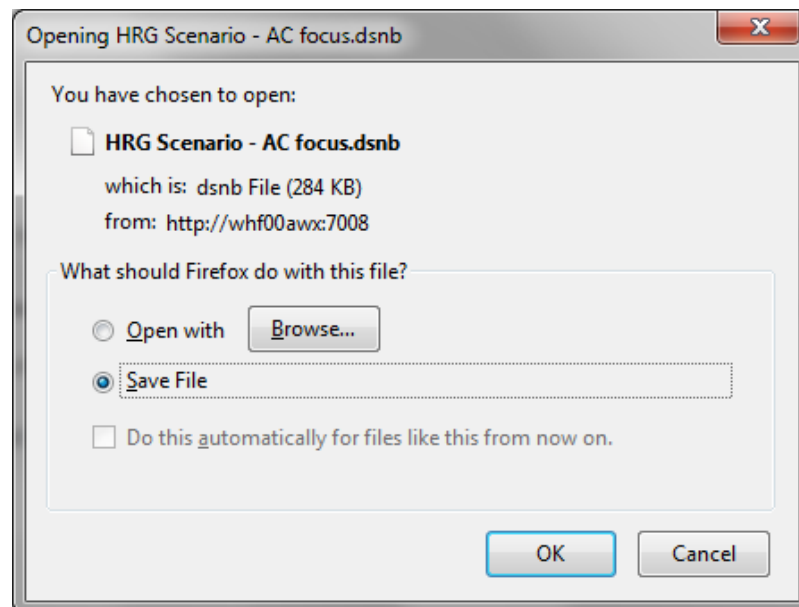 Opening HRG Scenario - AC focus.dsnb
X
You have chosen to open:
HRG Scenario - AC focus.dsnb
which is: dsnb File (284 KB)
from: http://whf00awx:7008
What should Firefox do with this file?
Open with
Browse...
Save File
Do this automatically for files like this from now on.
OK
Cancel